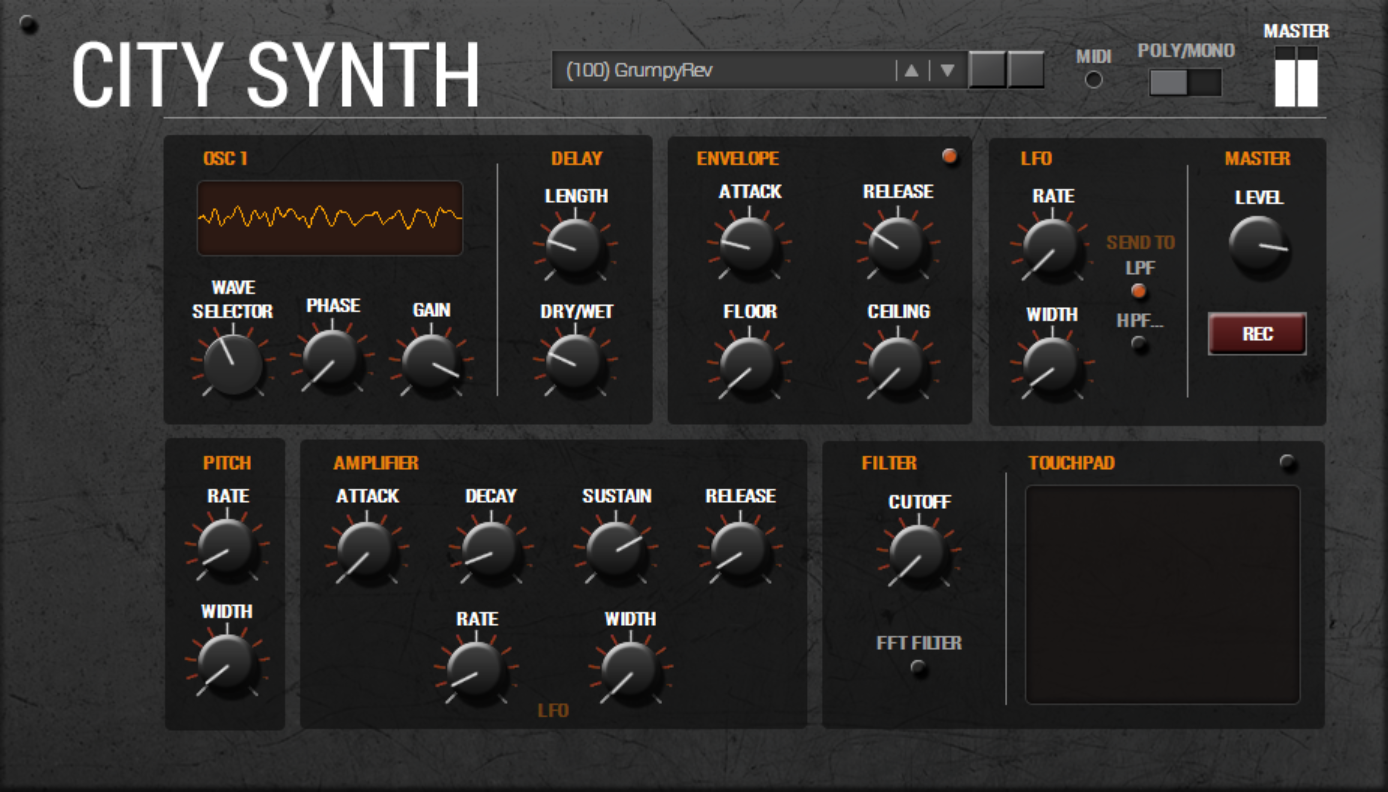 CITY SYNTH
(100) GrumpyRev
MIDI
POLY/MONO
MASTER
OSC 1
WAVE
SELECTOR
PHASE
GAIN
DELAY
LENGTH
DRY/WET
ENVELOPE
ATTACK
RELEASE
FLOOR
CEILING
LFO
RATE
WIDTH
SEND TO
LPF
HPF...
MASTER
LEVEL
REC
PITCH
RATE
WIDTH
AMPLIFIER
ATTACK
DECAY
SUSTAIN
RELEASE
RATE
WIDTH
LFO
FILTER
CUTOFF
FFT FILTER
TOUCHPAD